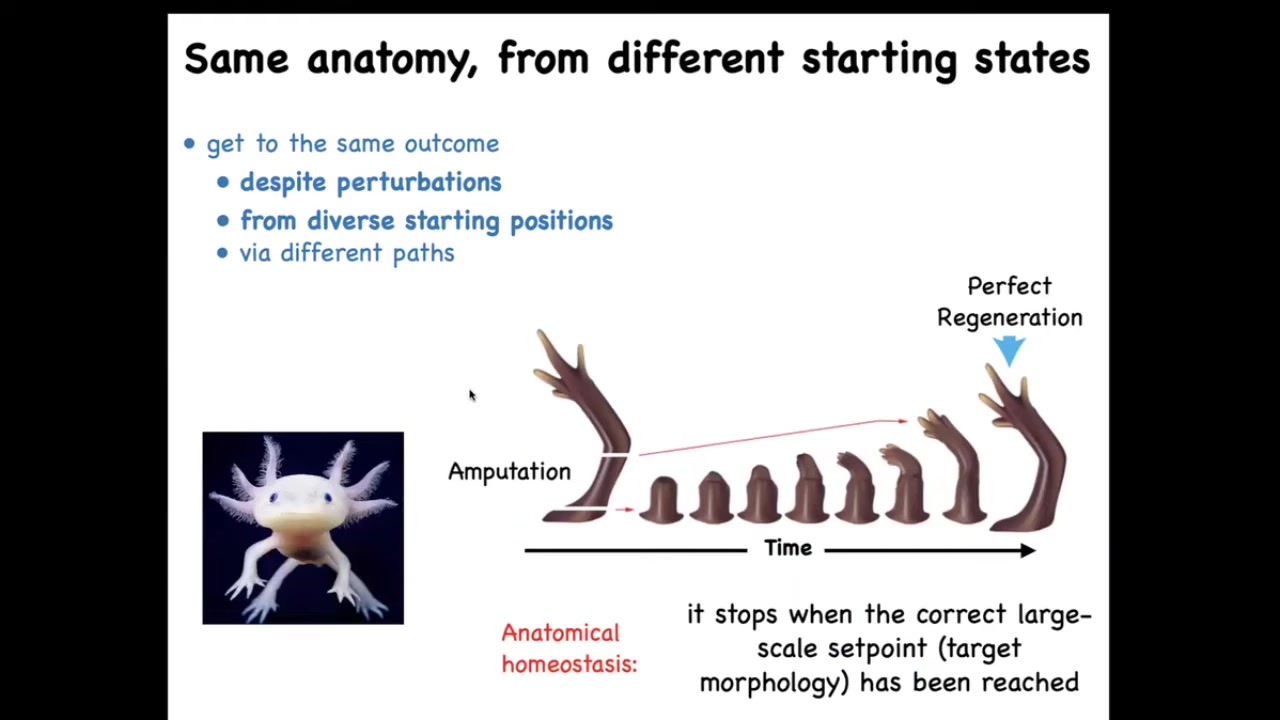 Same anatomy, from different starting states
• get to the same outcome
• despite perturbations
• from diverse starting positions
• via different paths
Perfect
Regeneration
Amputation
Time
Anatomical
homeostasis:
it stops when the correct large-
scale setpoint (target
morphology) has been reached